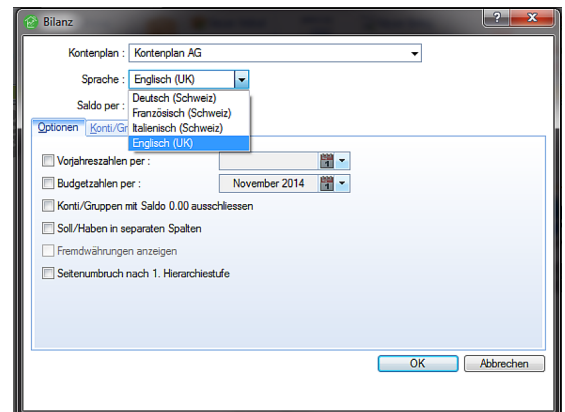 Bilanz
Kontenplan : Kontenplan AG
Sprache : Englisch (UK)
Deutsch (Schweiz)
Saldo per :
Französisch (Schweiz)
Italienisch (Schweiz)
Englisch (UK)
Optionen Konti/Gr
Vorjahreszahlen per :
Budgetzahlen per : November 2014
Konti/Gruppen mit Saldo 0.00 ausschliessen
Soll/Haben in separaten Spalten
Fremdwährungen anzeigen
Seitenumbruch nach 1. Hierarchiestufe
OK Abbrechen